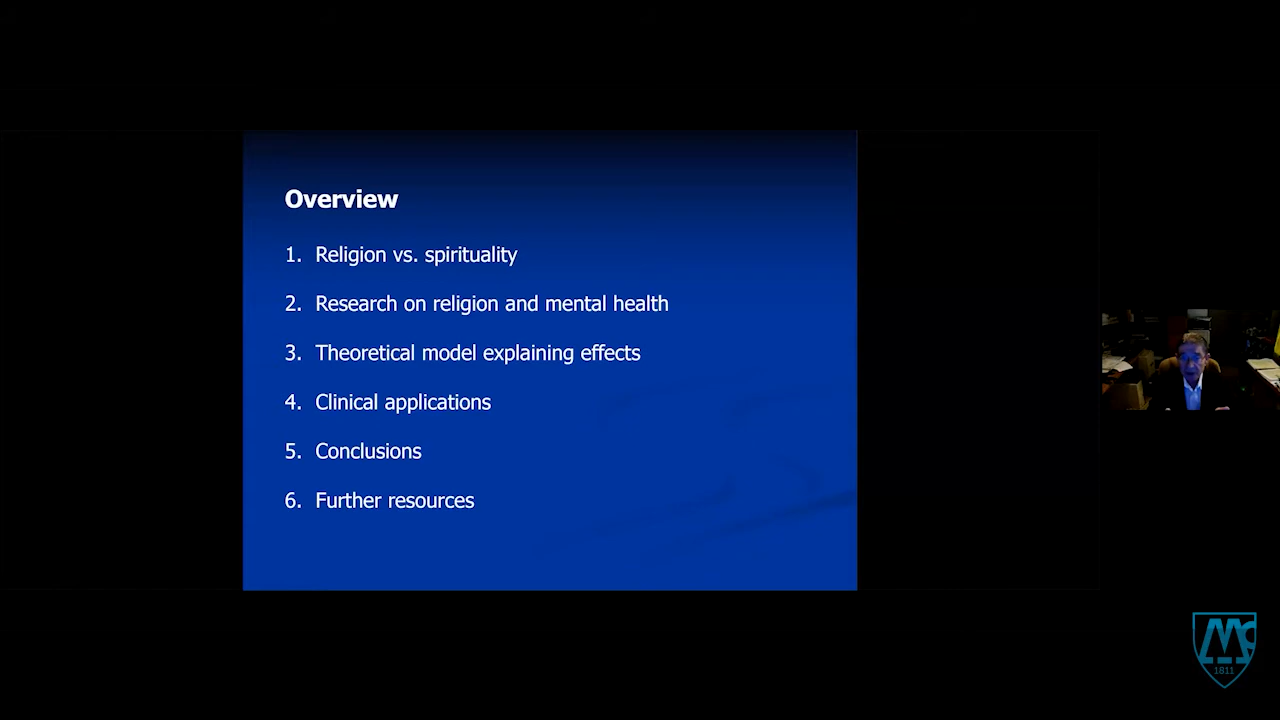 Overview
1. Religion vs. spirituality
2. Research on religion and mental health
3. Theoretical model explaining effects
4. Clinical applications
5. Conclusions
6. Further resources
Mc
1811